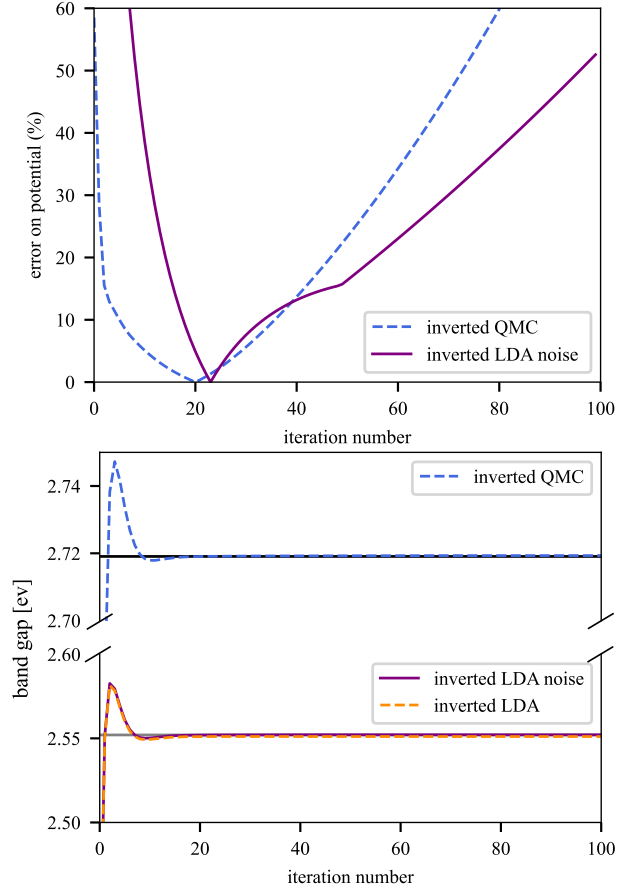 60
50
40
30
20
10
0
error on potential (%)
inverted QMC
inverted LDA noise
0
20
40
60
80
100
iteration number
2.74
2.72
2.70
inverted QMC
band gap [ev]
2.60
2.55
2.50
inverted LDA noise
inverted LDA
0
20
40
60
80
100
iteration number